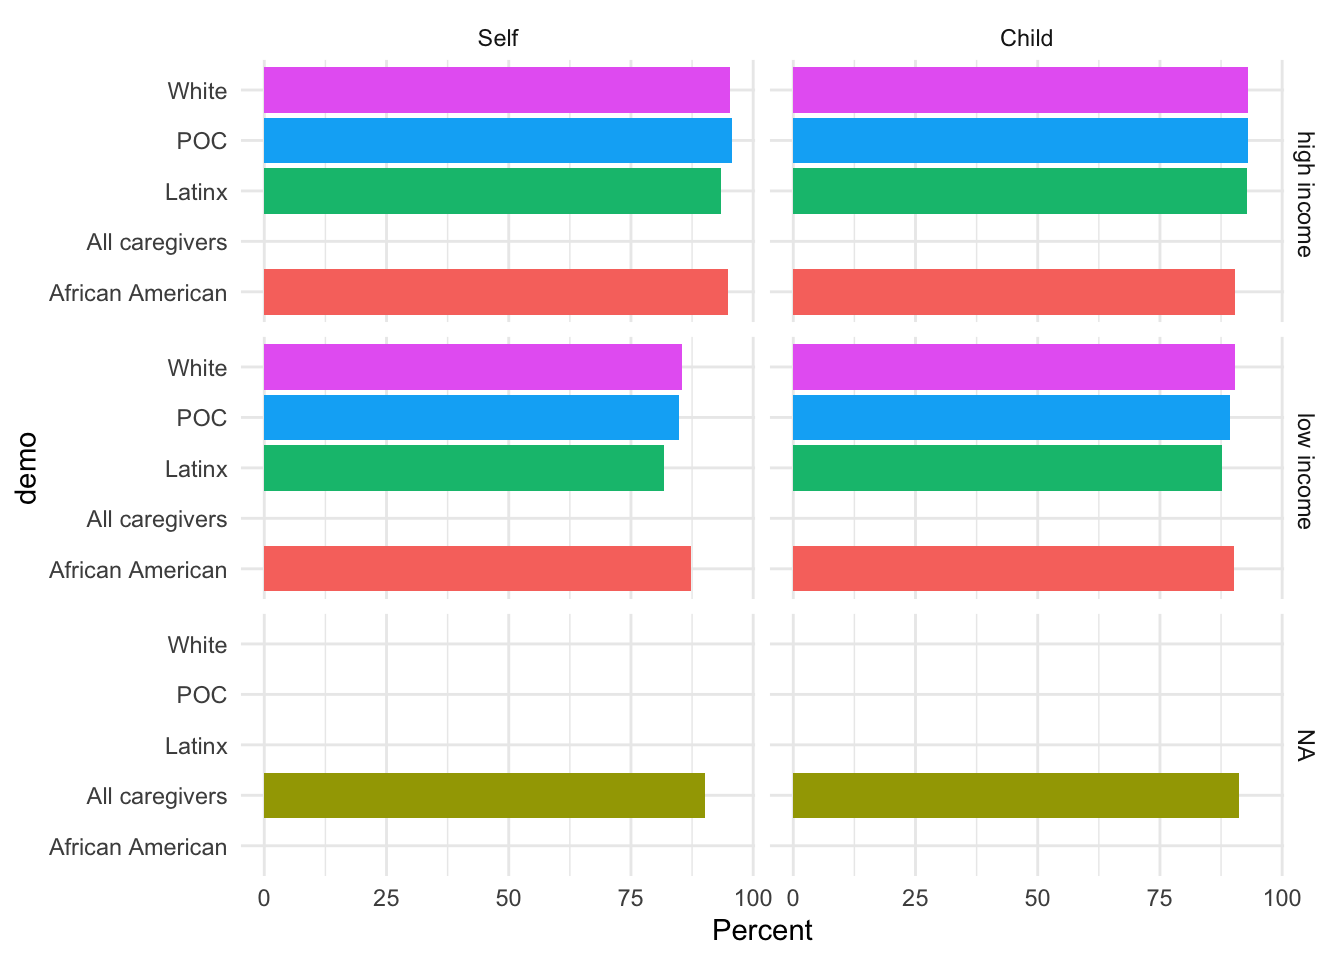 Self
Child
White
POC
Latinx
All caregivers
African American
high income
White
POC
Latinx
All caregivers
African American
low income
White
POC
Latinx
All caregivers
African American
NA
demo
0 25 50 75 100 0 25 50 75 100
Percent